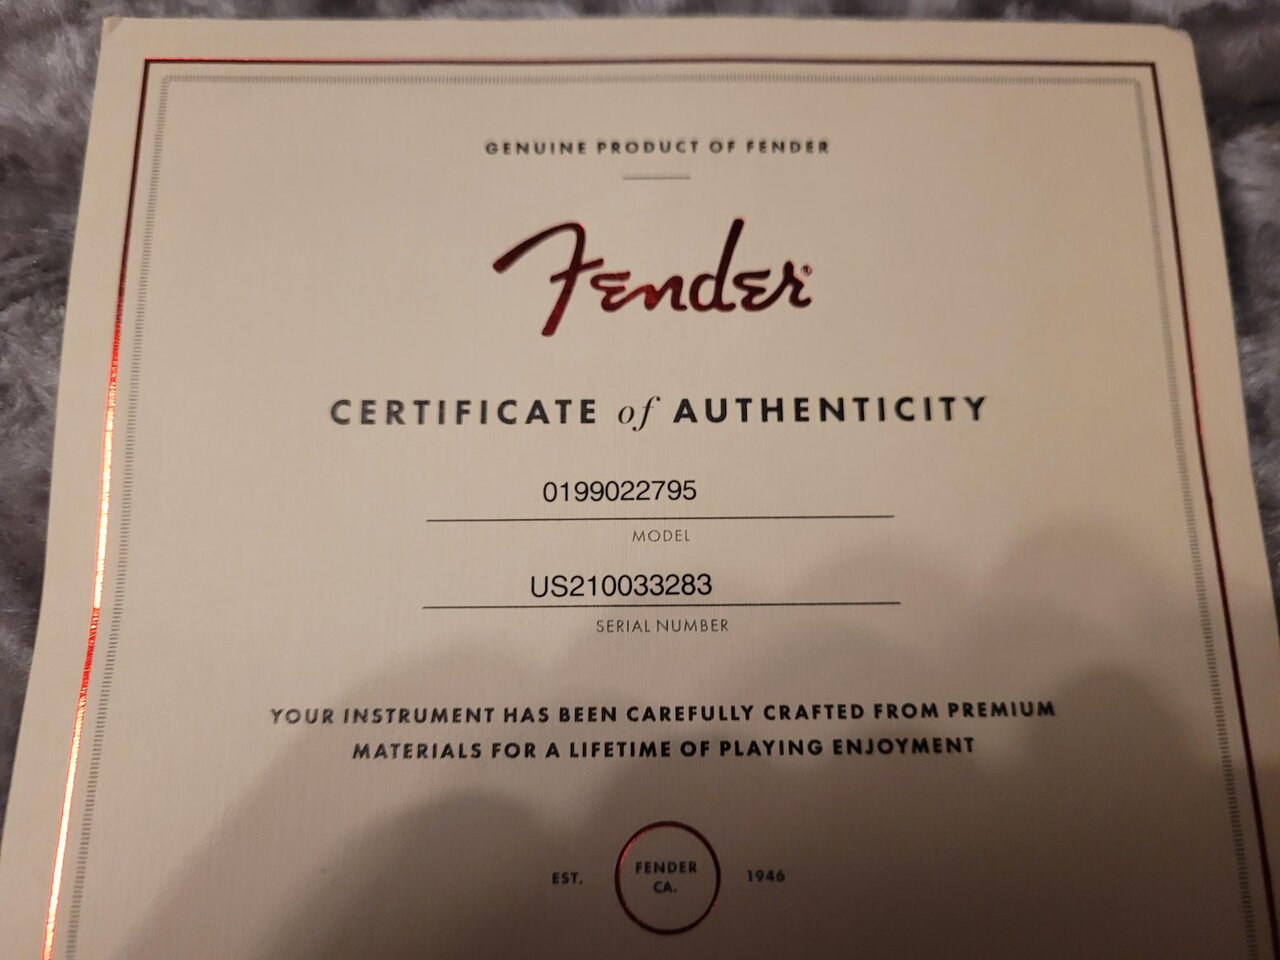 GENUINE PRODUCT OF FENDER
Fender®
CERTIFICATE of AUTHENTICITY
0199022795
MODEL
US210033283
SERIAL NUMBER
YOUR INSTRUMENT HAS BEEN CAREFULLY CRAFTED FROM PREMIUM
MATERIALS FOR A LIFETIME OF PLAYING ENJOYMENT
EST. FENDER CA. 1946